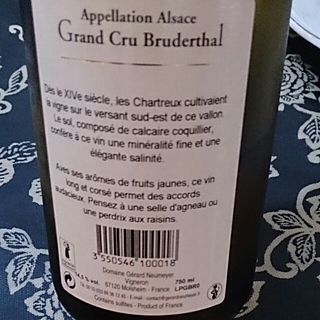 Appellation Alsace
Grand Cru Bruderthal
Dès le XIVe siècle, les Chartreux cultivaient
la vigne sur le versant sud-est de ce vallon.
Le sol, composé de calcaire coquillier,
confère à ce vin une minéralité fine et une
élégante salinité.
Avec ses arômes de fruits jaunes, ce vin
long et corsé permet des accords
audacieux. Pensez à une selle d'agneau ou
une perdrix aux raisins.
3 550546 100018
Domaine Gérard Neumeyer
Vigneron
14,5 % vol
67120 Molsheim - France
750 ml
LPGBR0
Contains sulfites - Product of France